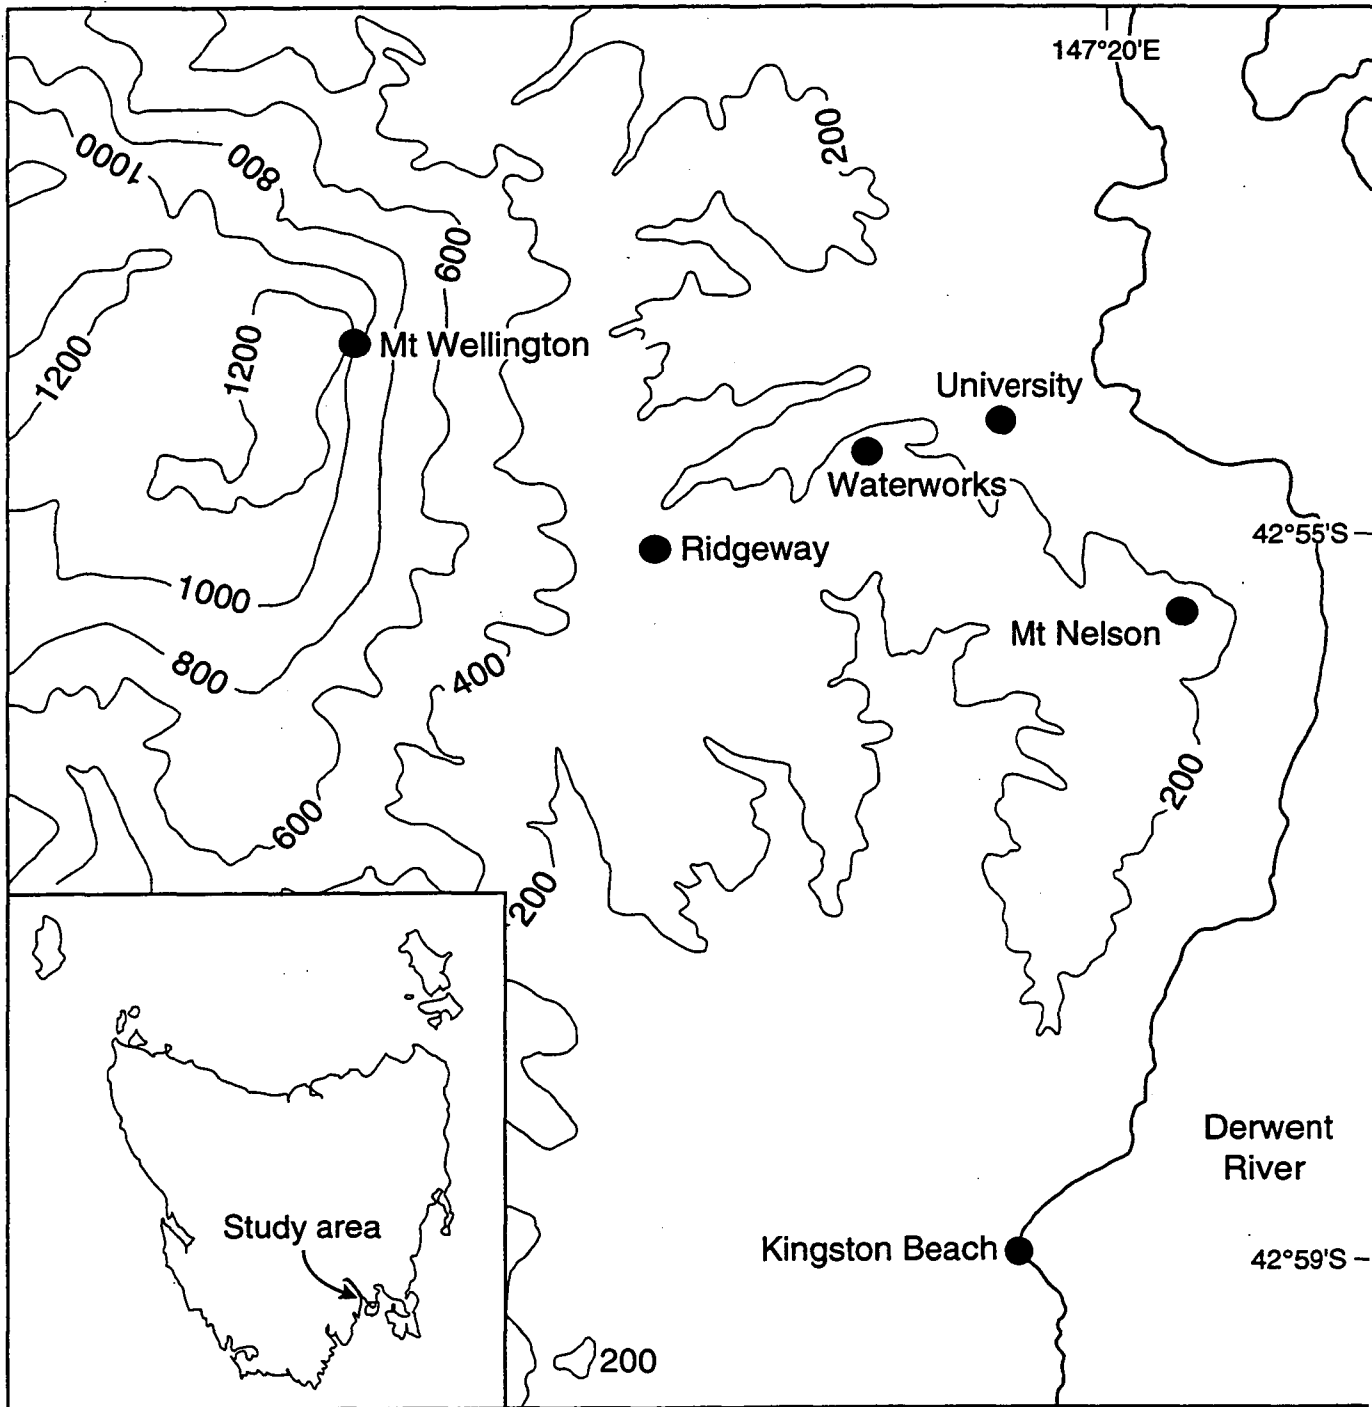 147°20'E
200
1000
800
600
1200
1200
Mt Wellington
University
Waterworks
42°55'S
Ridgeway
1000
Mt Nelson
800
400
200
600
200
Derwent
River
Study area
Kingston Beach
42°59'S
200